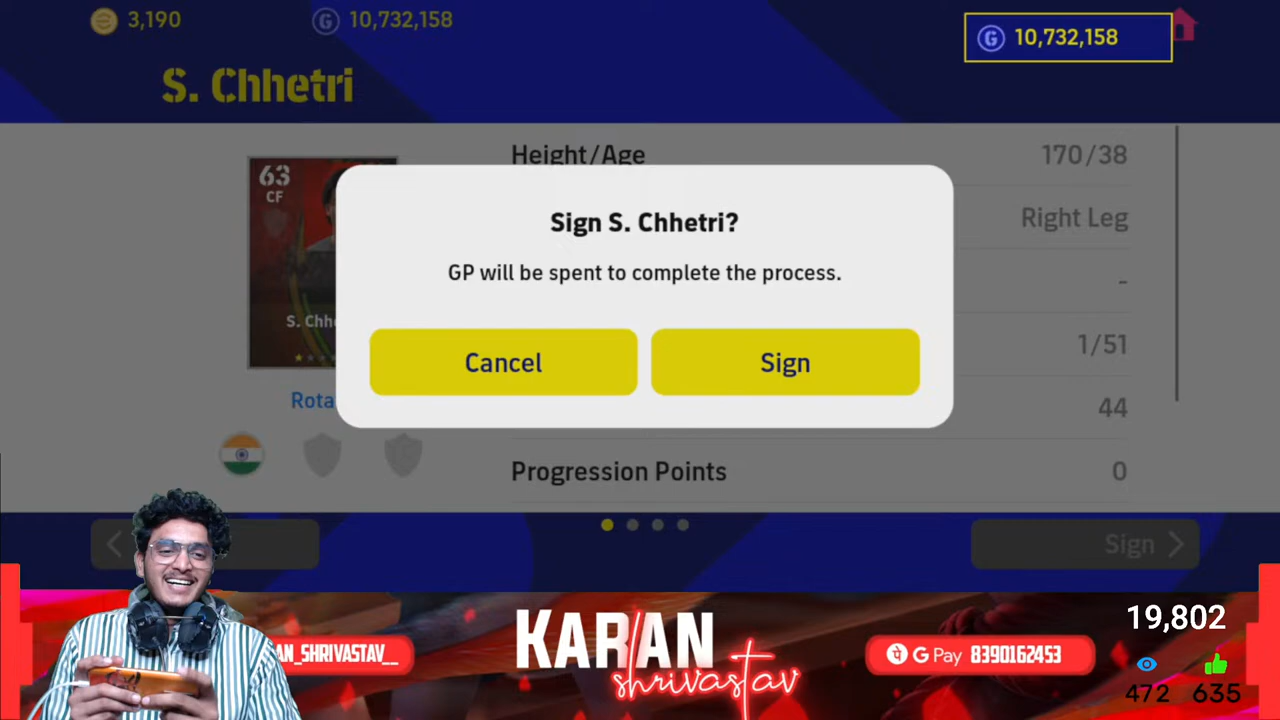 3,190
10,732,158
10,732,158
S. Chhetri
Height/Age
170/38
63
CF
Right Leg
Sign S. Chhetri?
GP will be spent to complete the process.
-
S. Chh
1/51
Cancel
Sign
Rota
44
Progression Points
0
Sign
KARAN
shrivastav
AN_SHRIVASTAV__
G Pay 8390162453
19,802
472
635